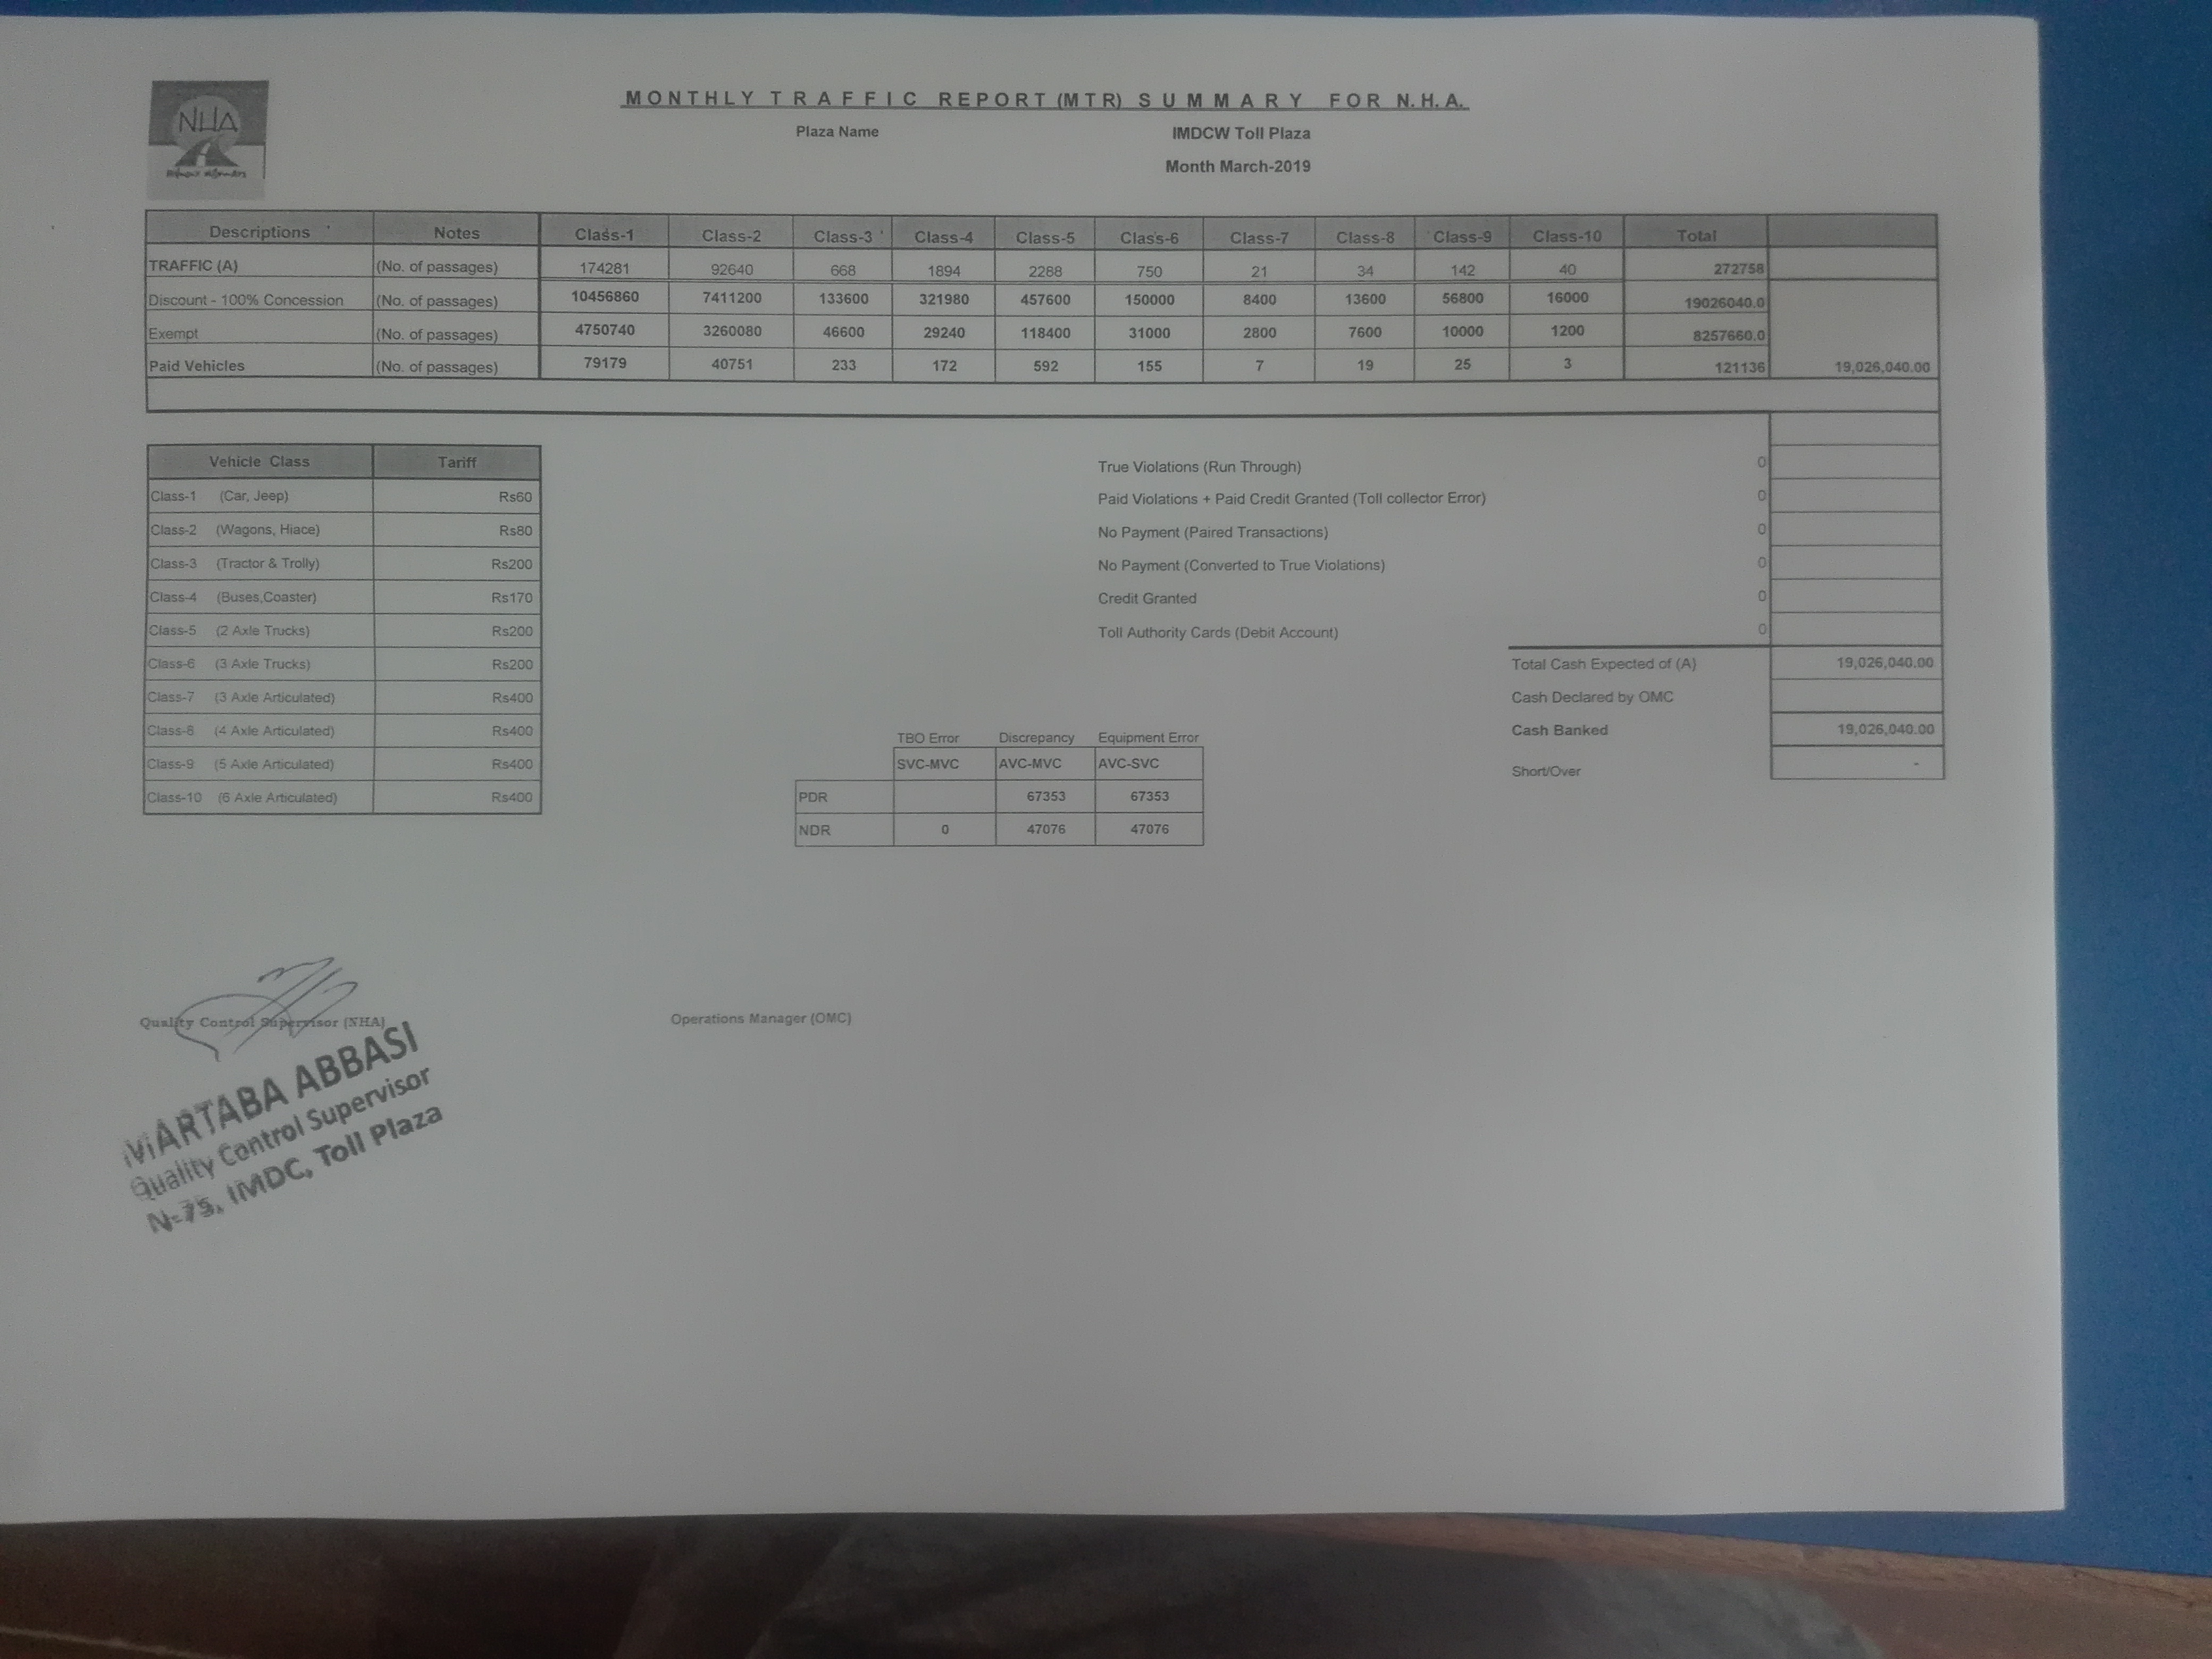 NHA
MONTHLY TRAFFIC REPORT (MTR) SUMMARY FOR N.H.A.
Plaza Name IMDCW Toll Plaza
Month March-2019
Descriptions Notes Class-1 Class-2 Class-3 Class-4 Class-5 Class-6 Class-7 Class-8 Class-9 Class-10 Total
TRAFFIC (A) (No. of passages) 174281 92640 668 1894 2288 750 21 34 142 40 272758
Discount - 100% Concession (No. of passages) 10456860 7411200 133600 321980 457600 150000 8400 13600 56800 16000 19026040.0
Exempt (No. of passages) 4750740 3260080 46600 29240 118400 31000 2800 7600 10000 1200 8257660.0
Paid Vehicles (No. of passages) 79179 40751 233 172 592 155 7 19 25 3 121136 19,026,040.00
Vehicle Class Tariff
Class-1 (Car, Jeep) Rs60
Class-2 (Wagons, Hiace) Rs80
Class-3 (Tractor & Trolly) Rs200
Class-4 (Buses,Coaster) Rs170
Class-5 (2 Axle Trucks) Rs200
Class-6 (3 Axle Trucks) Rs200
Class-7 (3 Axle Articulated) Rs400
Class-8 (4 Axle Articulated) Rs400
Class-9 (5 Axle Articulated) Rs400
Class-10 (6 Axle Articulated) Rs400
True Violations (Run Through) 0
Paid Violations + Paid Credit Granted (Toll collector Error) 0
No Payment (Paired Transactions) 0
No Payment (Converted to True Violations) 0
Credit Granted 0
Toll Authority Cards (Debit Account) 0
Total Cash Expected of (A) 19,026,040.00
Cash Declared by OMC
Cash Banked 19,026,040.00
Short/Over -
TBO Error Discrepancy Equipment Error
SVC-MVC AVC-MVC AVC-SVC
PDR 67353 67353
NDR 0 47076 47076
Quality Control Supervisor (NHA)
Operations Manager (OMC)
MARTABA ABBASI
Quality Control Supervisor
N-75, IMDC, Toll Plaza